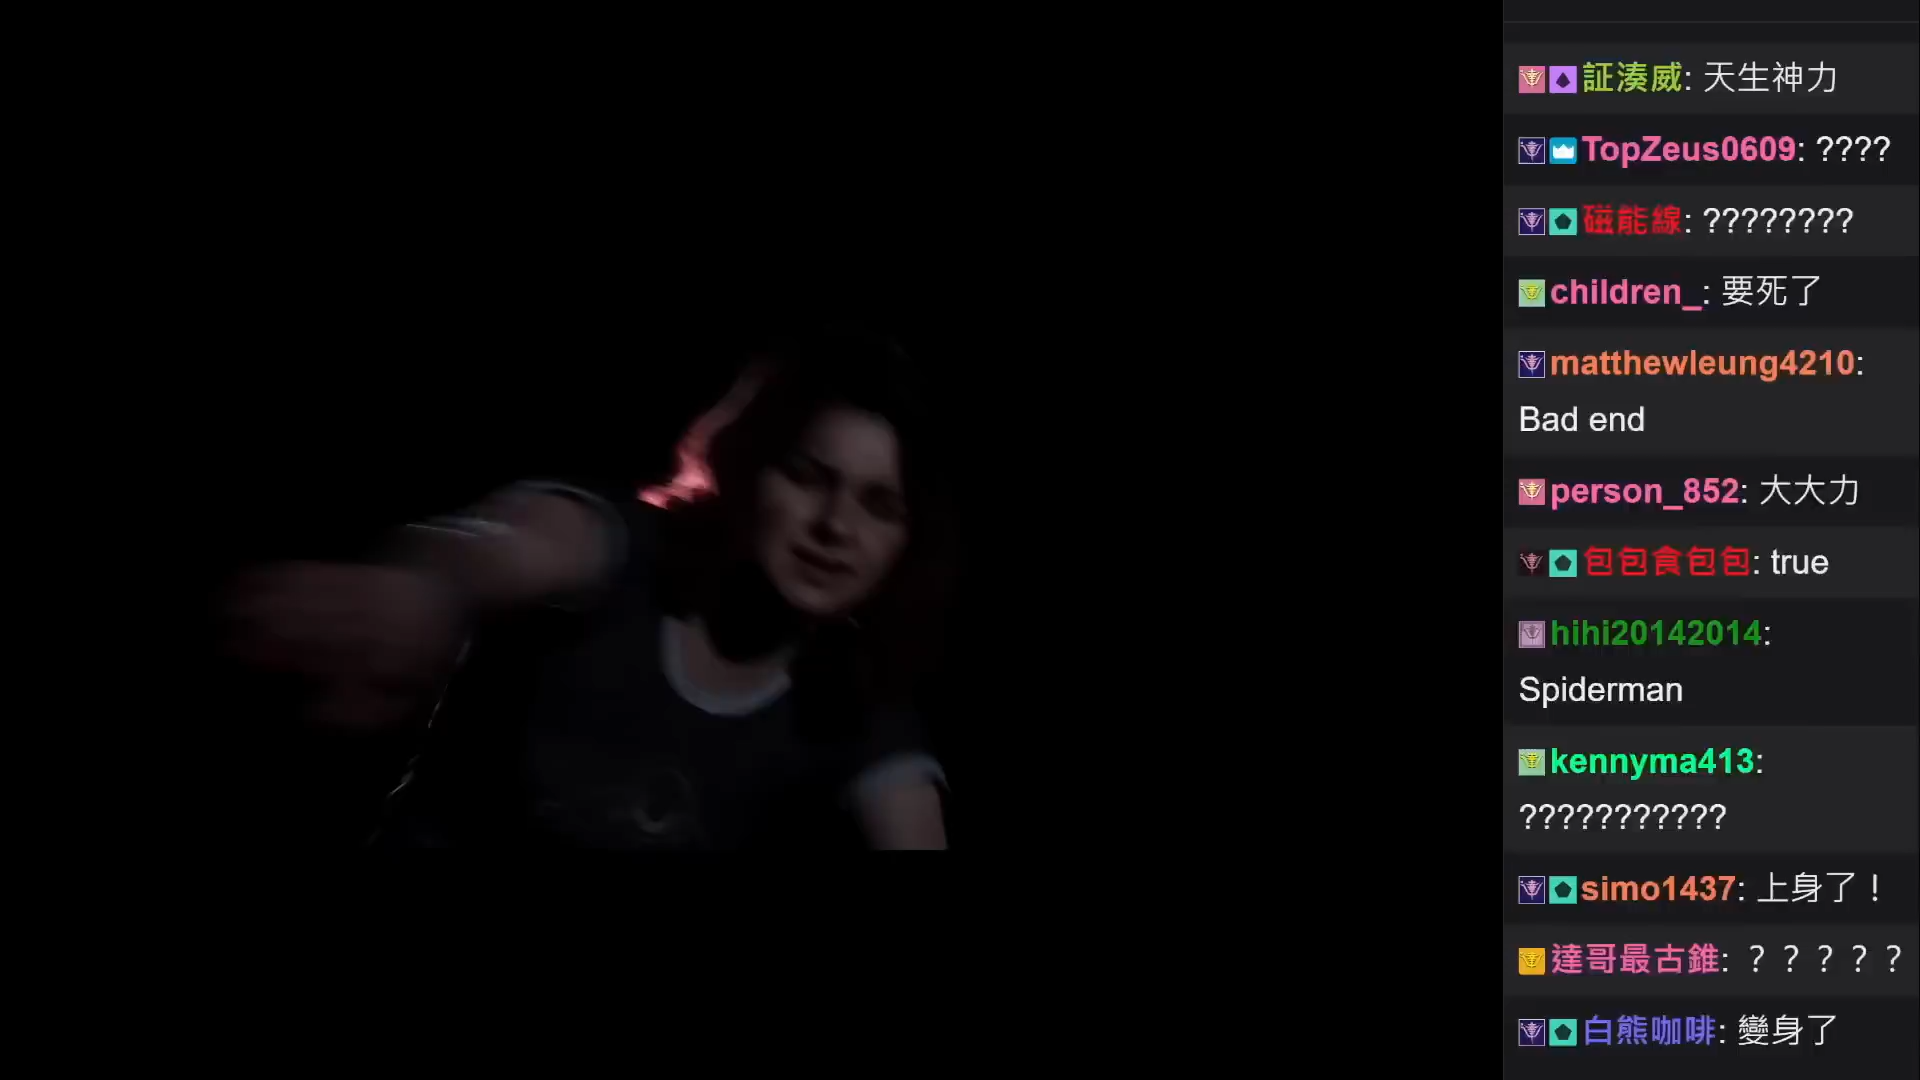 証湊威: 天生神力
TopZeus0609: ????
磁能線: ????????
children_: 要死了
matthewleung4210:
Bad end
person_852: 大大力
包包食包包: true
hihi20142014:
Spiderman
kennyma413:
???????????
simo1437: 上身了！
達哥最古錐: ？？？？？
白熊咖啡: 變身了